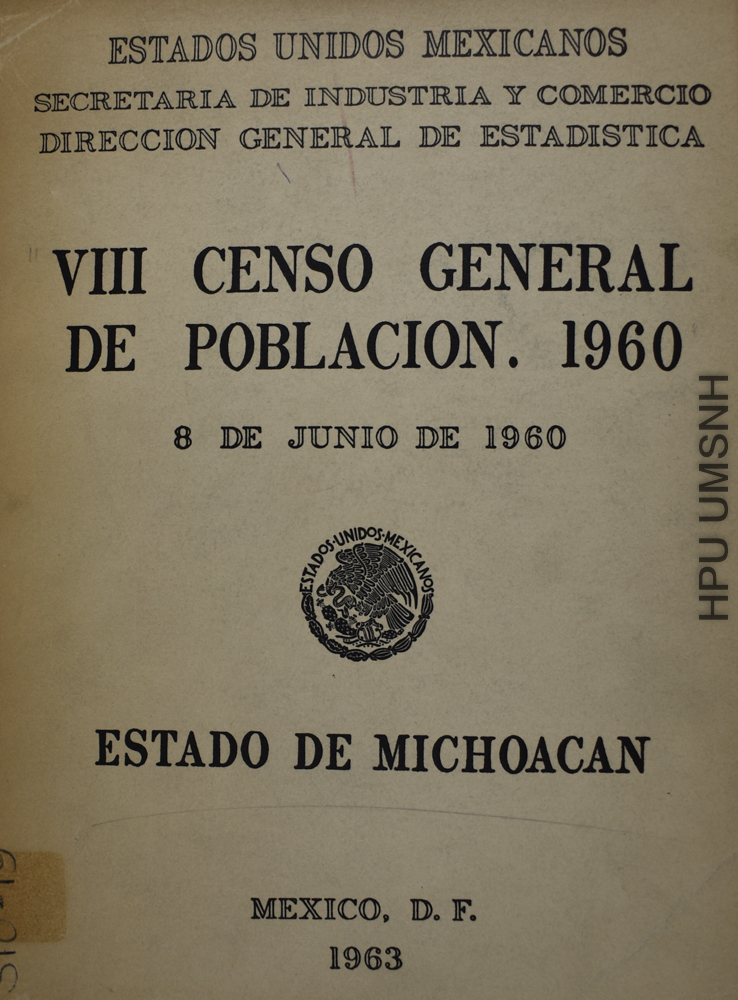 ESTADOS UNIDOS MEXICANOS
SECRETARIA DE INDUSTRIA Y COMERCIO
DIRECCION GENERAL DE ESTADISTICA
VIII CENSO GENERAL
DE POBLACION. 1960
8 DE JUNIO DE 1960
HPU UMSNH
ESTADOS·UNIDOS·MEXICANOS
ESTADO DE MICHOACAN
MEXICO, D. F.
1963